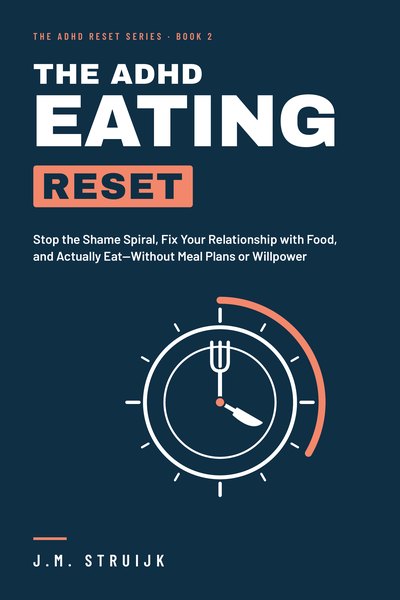 THE ADHD RESET SERIES · BOOK 2
THE ADHD
EATING
RESET
Stop the Shame Spiral, Fix Your Relationship with Food,
and Actually Eat—Without Meal Plans or Willpower
J.M. STRUIJK